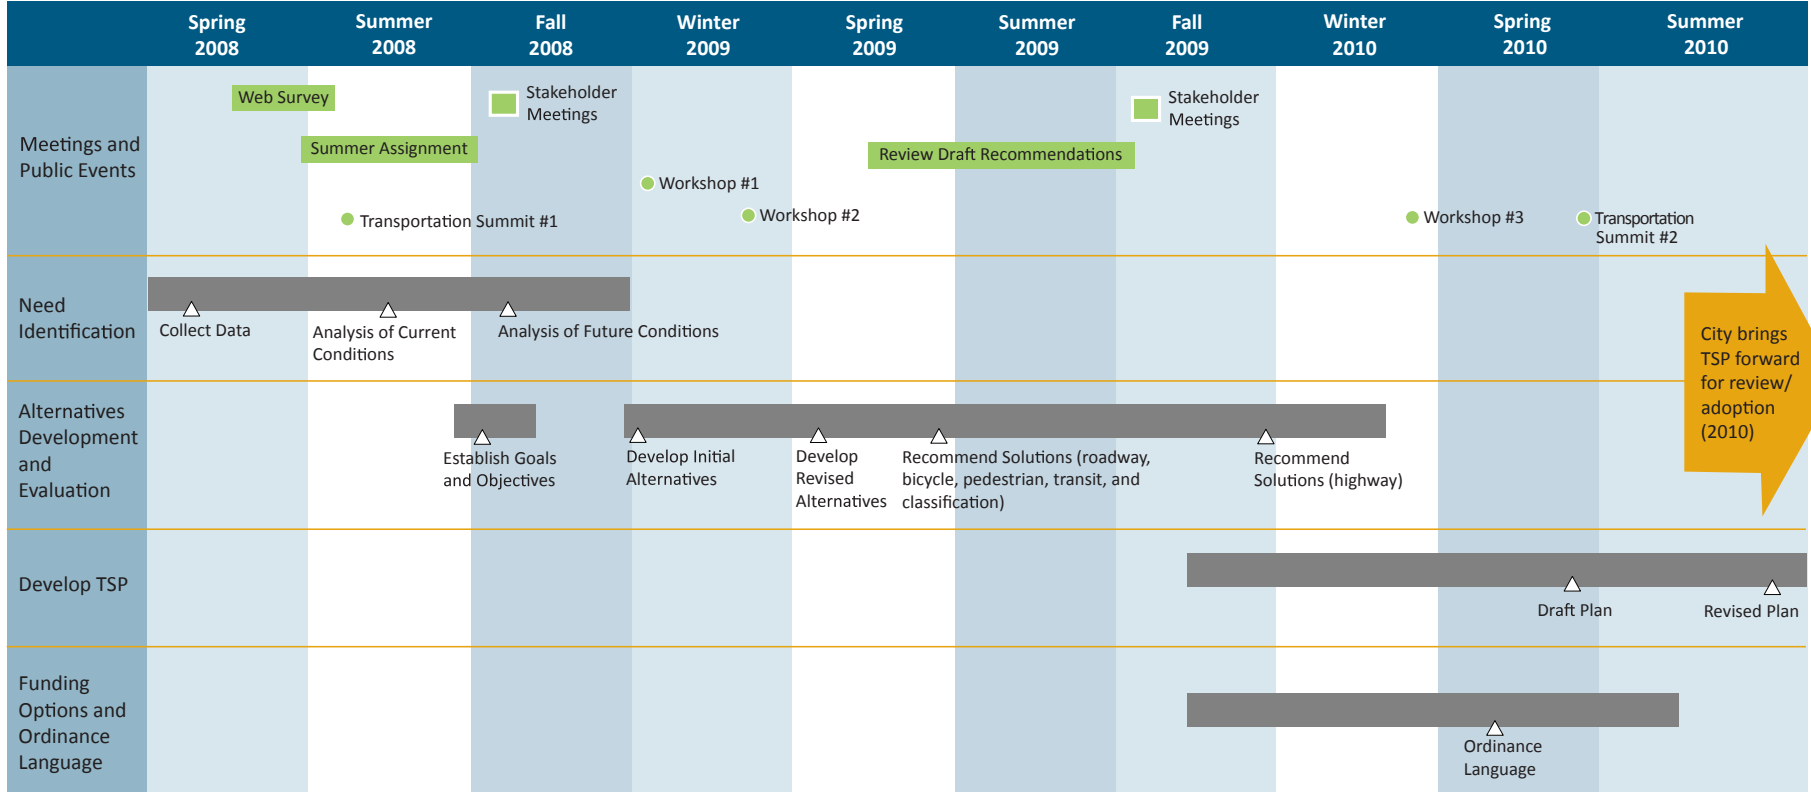 Spring
2008
Summer
2008
Fall
2008
Winter
2009
Spring
2009
Summer
2009
Fall
2009
Winter
2010
Spring
2010
Summer
2010
Meetings and
Public Events
Web Survey
Summer Assignment
Transportation Summit #1
Stakeholder
Meetings
Workshop #1
Workshop #2
Review Draft Recommendations
Stakeholder
Meetings
Workshop #3
Transportation
Summit #2
Need
Identification
Collect Data
Analysis of Current
Conditions
Analysis of Future Conditions
City brings
TSP forward
for review/
adoption
(2010)
Alternatives
Development
and
Evaluation
Establish Goals
and Objectives
Develop Initial
Alternatives
Develop
Revised
Alternatives
Recommend Solutions (roadway,
bicycle, pedestrian, transit, and
classification)
Recommend
Solutions (highway)
Develop TSP
Draft Plan
Revised Plan
Funding
Options and
Ordinance
Language
Ordinance
Language